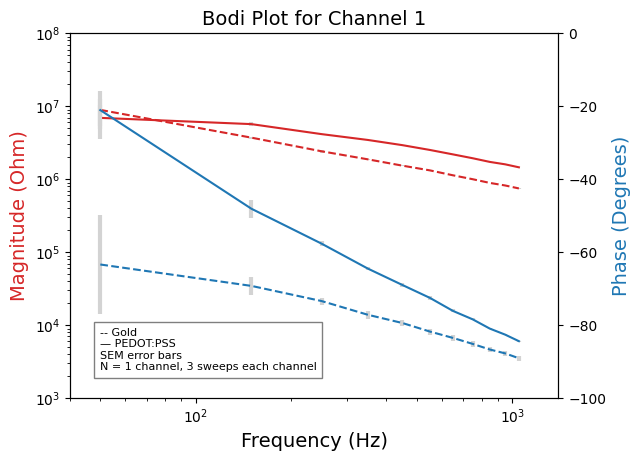 Bodi Plot for Channel 1
10^8
10^7
10^6
10^5
10^4
10^3
Magnitude (Ohm)
0
−20
−40
−60
−80
−100
Phase (Degrees)
-- Gold
— PEDOT:PSS
SEM error bars
N = 1 channel, 3 sweeps each channel
10^2
10^3
Frequency (Hz)